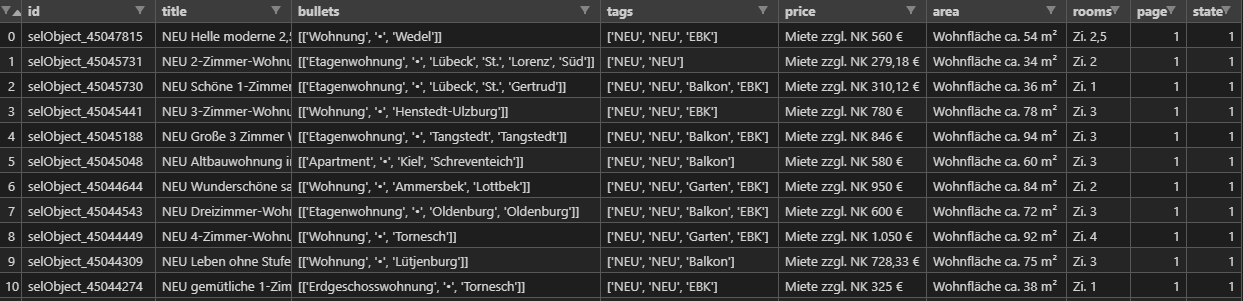 id title bullets tags price area rooms page state
0 selObject_45047815 NEU Helle moderne 2,5 [['Wohnung', '•', 'Wedel']] ['NEU', 'NEU', 'EBK'] Miete zzgl. NK 560 € Wohnfläche ca. 54 m² Zi. 2,5 1 1
1 selObject_45045731 NEU 2-Zimmer-Wohnu [['Etagenwohnung', '•', 'Lübeck', 'St.', 'Lorenz', 'Süd']] ['NEU', 'NEU'] Miete zzgl. NK 279,18 € Wohnfläche ca. 34 m² Zi. 2 1 1
2 selObject_45045730 NEU Schöne 1-Zimmer [['Etagenwohnung', '•', 'Lübeck', 'St.', 'Gertrud']] ['NEU', 'NEU', 'Balkon', 'EBK'] Miete zzgl. NK 310,12 € Wohnfläche ca. 36 m² Zi. 1 1 1
3 selObject_45045441 NEU 3-Zimmer-Wohnu [['Wohnung', '•', 'Henstedt-Ulzburg']] ['NEU', 'NEU', 'EBK'] Miete zzgl. NK 780 € Wohnfläche ca. 78 m² Zi. 3 1 1
4 selObject_45045188 NEU Große 3 Zimmer W [['Etagenwohnung', '•', 'Tangstedt', 'Tangstedt']] ['NEU', 'NEU', 'Balkon', 'EBK'] Miete zzgl. NK 846 € Wohnfläche ca. 94 m² Zi. 3 1 1
5 selObject_45045048 NEU Altbauwohnung in [['Apartment', '•', 'Kiel', 'Schreventeich']] ['NEU', 'NEU', 'Balkon'] Miete zzgl. NK 580 € Wohnfläche ca. 60 m² Zi. 3 1 1
6 selObject_45044644 NEU Wunderschöne sa [['Wohnung', '•', 'Ammersbek', 'Lottbek']] ['NEU', 'NEU', 'Garten', 'EBK'] Miete zzgl. NK 950 € Wohnfläche ca. 84 m² Zi. 2 1 1
7 selObject_45044543 NEU Dreizimmer-Wohn [['Etagenwohnung', '•', 'Oldenburg', 'Oldenburg']] ['NEU', 'NEU', 'Balkon', 'EBK'] Miete zzgl. NK 600 € Wohnfläche ca. 72 m² Zi. 3 1 1
8 selObject_45044449 NEU 4-Zimmer-Wohnu [['Wohnung', '•', 'Tornesch']] ['NEU', 'NEU', 'Garten', 'EBK'] Miete zzgl. NK 1.050 € Wohnfläche ca. 92 m² Zi. 4 1 1
9 selObject_45044309 NEU Leben ohne Stufe [['Wohnung', '•', 'Lütjenburg']] ['NEU', 'NEU', 'Balkon'] Miete zzgl. NK 728,33 € Wohnfläche ca. 75 m² Zi. 3 1 1
10 selObject_45044274 NEU gemütliche 1-Zim [['Erdgeschosswohnung', '•', 'Tornesch']] ['NEU', 'NEU', 'EBK'] Miete zzgl. NK 325 € Wohnfläche ca. 38 m² Zi. 1 1 1